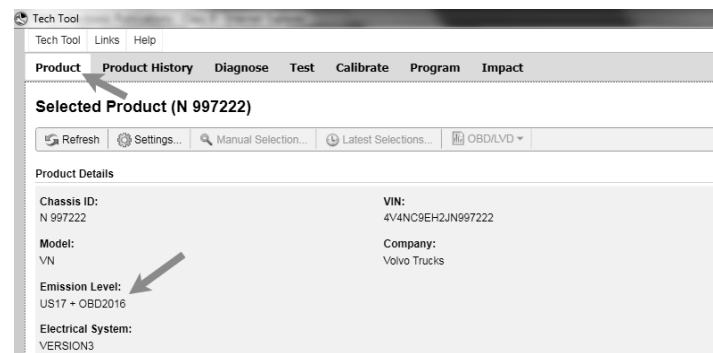 Tech Tool
Tech Tool Links Help
Product Product History Diagnose Test Calibrate Program Impact
Selected Product (N 997222)
Refresh Settings... Manual Selection... Latest Selections... OBD/LVD
Product Details
Chassis ID: VIN:
N 997222 4V4NC9EH2JN997222
Model: Company:
VN Volvo Trucks
Emission Level:
US17 + OBD2016
Electrical System:
VERSION3